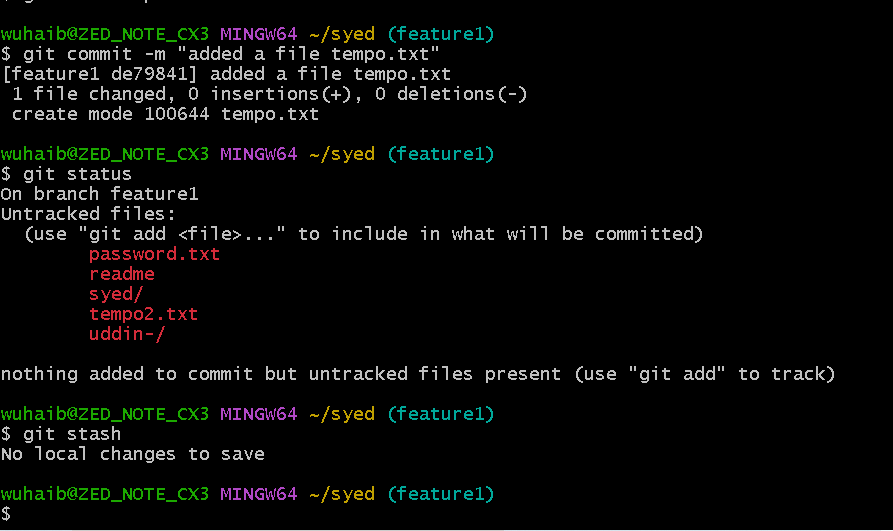 wuhaib@ZED_NOTE_CX3 MINGW64 ~/syed (feature1)
$ git commit -m "added a file tempo.txt"
[feature1 de79841] added a file tempo.txt
 1 file changed, 0 insertions(+), 0 deletions(-)
 create mode 100644 tempo.txt

wuhaib@ZED_NOTE_CX3 MINGW64 ~/syed (feature1)
$ git status
On branch feature1
Untracked files:
  (use "git add <file>..." to include in what will be committed)
        password.txt
        readme
        syed/
        tempo2.txt
        uddin-/

nothing added to commit but untracked files present (use "git add" to track)

wuhaib@ZED_NOTE_CX3 MINGW64 ~/syed (feature1)
$ git stash
No local changes to save

wuhaib@ZED_NOTE_CX3 MINGW64 ~/syed (feature1)
$